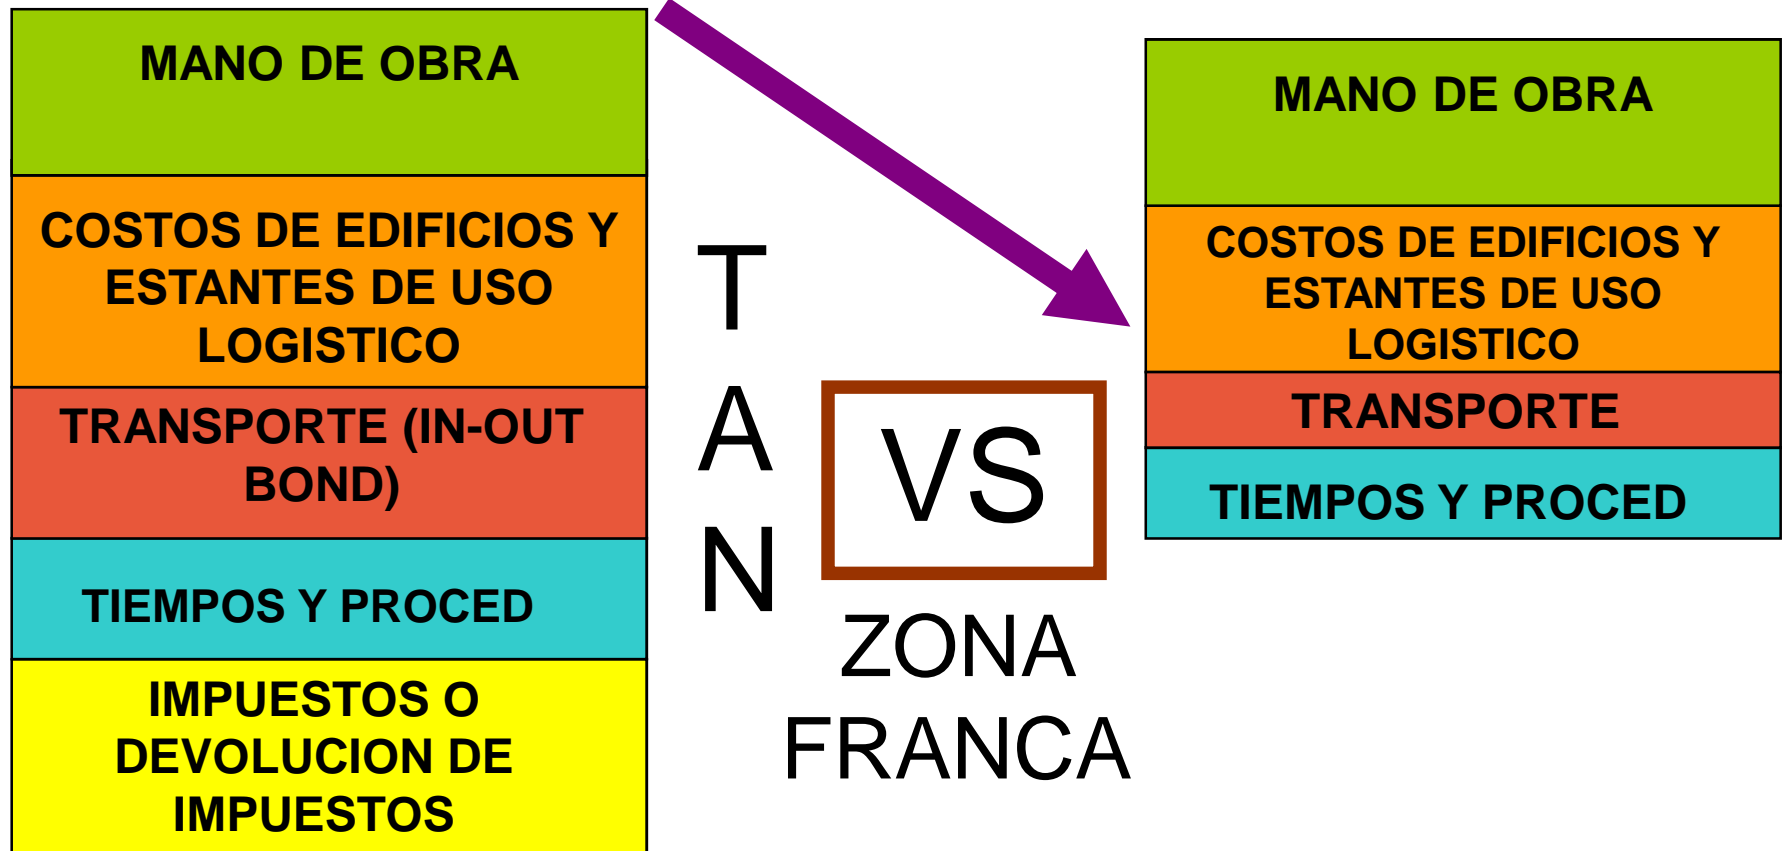 MANO DE OBRA
COSTOS DE EDIFICIOS Y
ESTANTES DE USO
LOGISTICO
TRANSPORTE (IN-OUT
BOND)
TIEMPOS Y PROCED
IMPUESTOS O
DEVOLUCION DE
IMPUESTOS
T
A
N
VS
ZONA
FRANCA
MANO DE OBRA
COSTOS DE EDIFICIOS Y
ESTANTES DE USO
LOGISTICO
TRANSPORTE
TIEMPOS Y PROCED